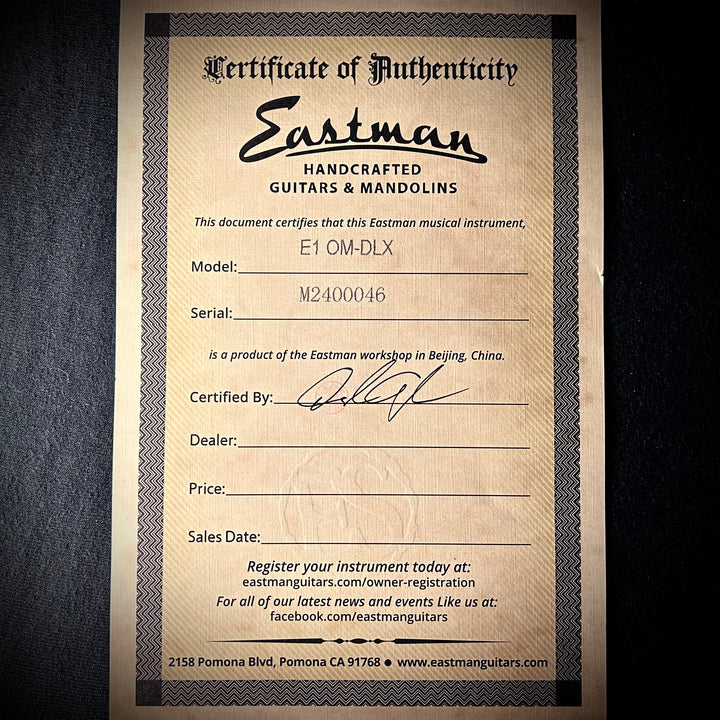 Certificate of Authenticity
Eastman
HANDCRAFTED
GUITARS & MANDOLINS
This document certifies that this Eastman musical instrument,
E1 OM-DLX
Model:
M2400046
Serial:
is a product of the Eastman workshop in Beijing, China.
Certified By:
Dealer:
Price:
Sales Date:
Register your instrument today at:
eastmanguitars.com/owner-registration
For all of our latest news and events Like us at:
facebook.com/eastmanguitars
2158 Pomona Blvd, Pomona CA 91768 ● www.eastmanguitars.com